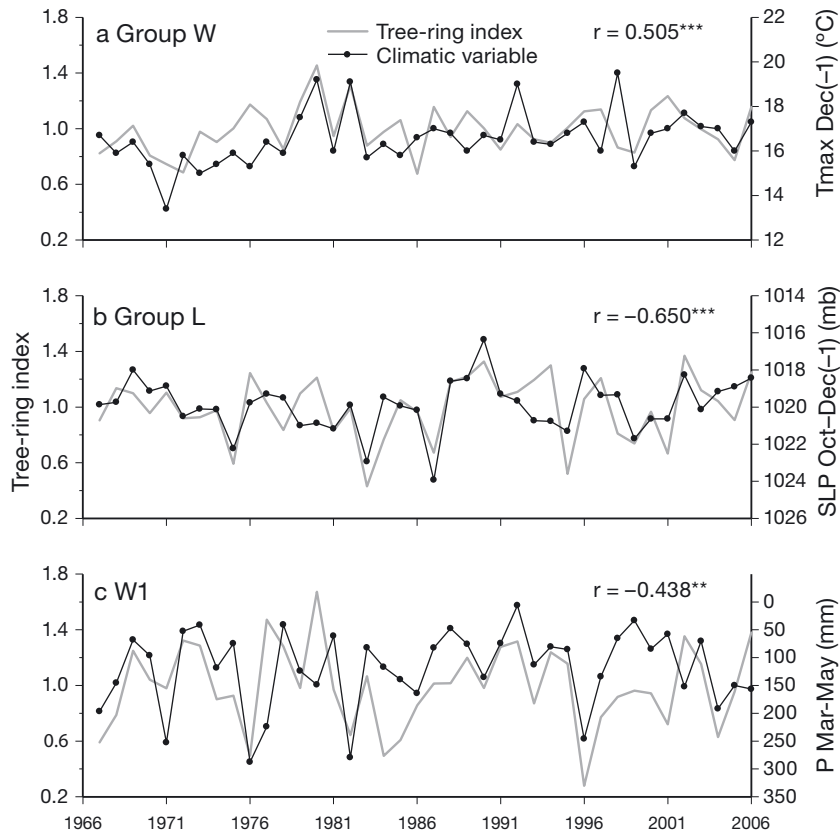 a Group W
Tree-ring index
Climatic variable
r = 0.505***
1.8
1.4
1.0
0.6
0.2
22
20
18
16
14
12
Tmax Dec(−1) (°C)
b Group L
r = −0.650***
1.8
1.4
1.0
0.6
0.2
Tree-ring index
1014
1016
1018
1020
1022
1024
1026
SLP Oct–Dec(−1) (mb)
c W1
r = −0.438**
1.8
1.4
1.0
0.6
0.2
0
50
100
150
200
250
300
350
P Mar-May (mm)
1966 1971 1976 1981 1986 1991 1996 2001 2006